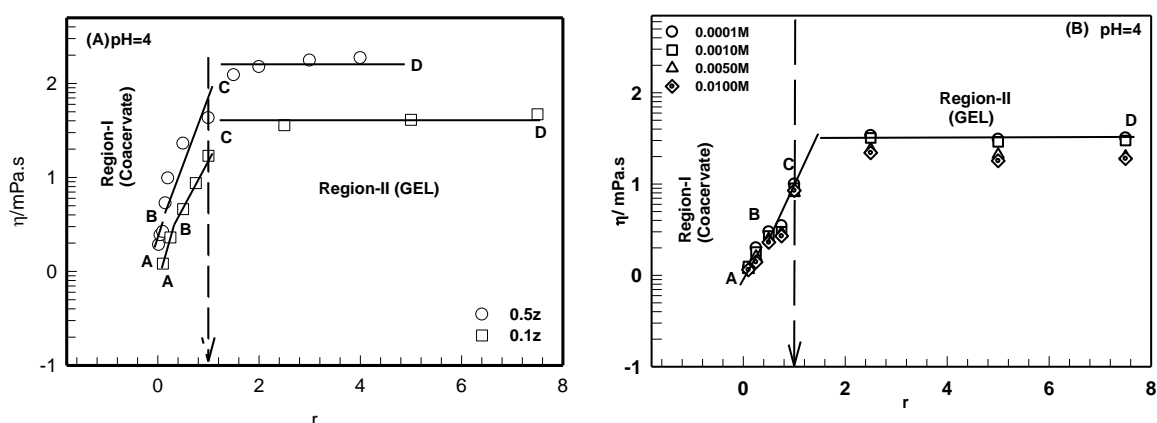 (A)pH=4
2
1
0
-1
η/mPa.s
Region-I
(Coacervate)
A
B
C
D
A
B
C
D
Region-II (GEL)
0.5z
0.1z
0 2 4 6 8
r
(B) pH=4
0.0001M
0.0010M
0.0050M
0.0100M
2
1
0
-1
η/ mPa.s
Region-I
(Coacervate)
Region-II
(GEL)
A
B
C
D
0 2 4 6 8
r